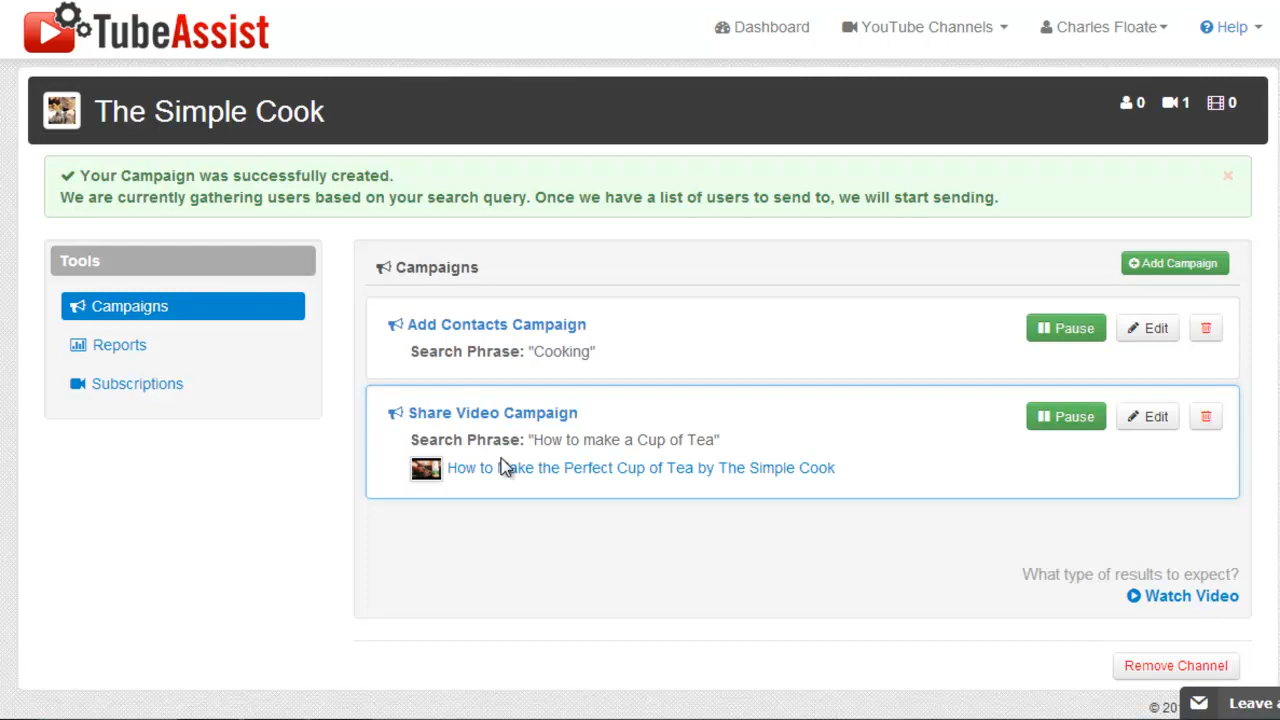 TubeAssist
Dashboard
YouTube Channels
Charles Floate
Help
The Simple Cook
0
1
0
Your Campaign was successfully created.
We are currently gathering users based on your search query. Once we have a list of users to send to, we will start sending.
×
Tools
Campaigns
Reports
Subscriptions
Campaigns
Add Campaign
Add Contacts Campaign
Search Phrase: "Cooking"
Pause
Edit
Share Video Campaign
Search Phrase: "How to make a Cup of Tea"
How to Make the Perfect Cup of Tea by The Simple Cook
Pause
Edit
What type of results to expect?
Watch Video
Remove Channel
© 20
Leave